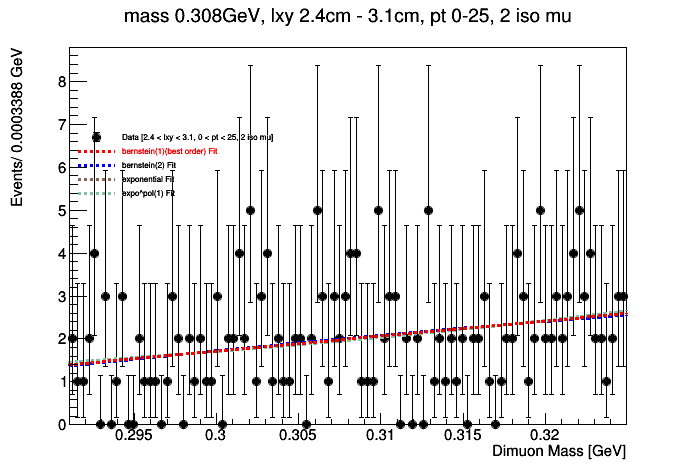 mass 0.308GeV, lxy 2.4cm - 3.1cm, pt 0-25, 2 iso mu
Events/ 0.0003388 GeV
8
7
6
5
4
3
2
1
0
Data [2.4 < lxy < 3.1, 0 < pt < 25, 2 iso mu]
bernstein(1)(best order) Fit
bernstein(2) Fit
exponential Fit
expo*pol(1) Fit
0.295 0.3 0.305 0.31 0.315 0.32
Dimuon Mass [GeV]